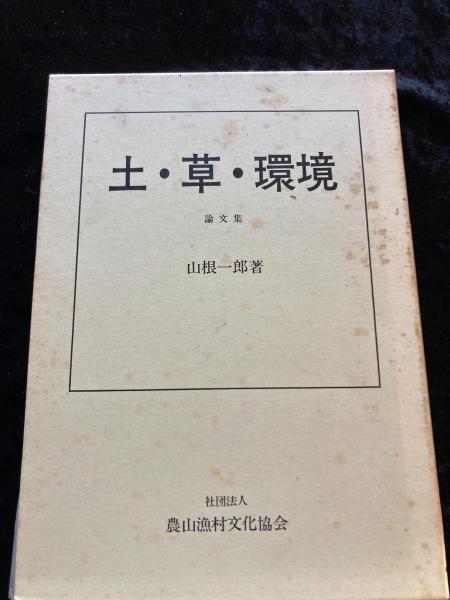 土・草・環境
論文集
山根一郎著
社団法人
農山漁村文化協会